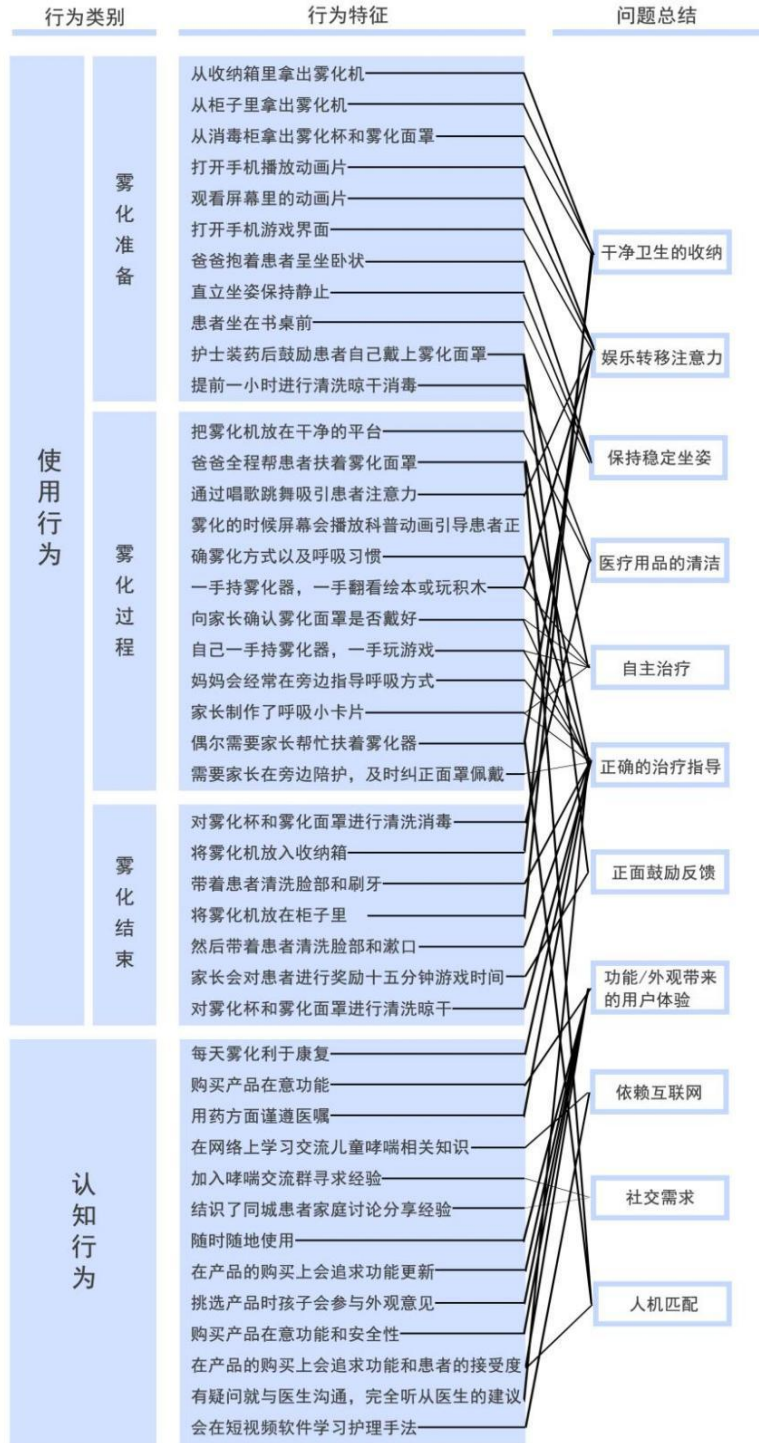 行为类别
行为特征
问题总结
使用行为
雾化准备
从收纳箱里拿出雾化机
从柜子里拿出雾化机
从消毒柜拿出雾化杯和雾化面罩
打开手机播放动画片
观看屏幕里的动画片
打开手机游戏界面
爸爸抱着患者呈坐卧状
直立坐姿保持静止
患者坐在书桌前
护士装药后鼓励患者自己戴上雾化面罩
提前一小时进行清洗晾干消毒
雾化过程
把雾化机放在干净的平台
爸爸全程帮患者扶着雾化面罩
通过唱歌跳舞吸引患者注意力
雾化的时候屏幕会播放科普动画引导患者正
确雾化方式以及呼吸习惯
一手持雾化器，一手翻看绘本或玩积木
向家长确认雾化面罩是否戴好
自己一手持雾化器，一手玩游戏
妈妈会经常在旁边指导呼吸方式
家长制作了呼吸小卡片
偶尔需要家长帮忙扶着雾化器
需要家长在旁边陪护，及时纠正面罩佩戴
雾化结束
对雾化杯和雾化面罩进行清洗消毒
将雾化机放入收纳箱
带着患者清洗脸部和刷牙
将雾化机放在柜子里
然后带着患者清洗脸部和漱口
家长会对患者进行奖励十五分钟游戏时间
对雾化杯和雾化面罩进行清洗晾干
认知行为
每天雾化利于康复
购买产品在意功能
用药方面谨遵医嘱
在网络上学习交流儿童哮喘相关知识
加入哮喘交流群寻求经验
结识了同城患者家庭讨论分享经验
随时随地使用
在产品的购买上会追求功能更新
挑选产品时孩子会参与外观意见
购买产品在意功能和安全性
在产品的购买上会追求功能和患者的接受度
有疑问就与医生沟通，完全听从医生的建议
会在短视频软件学习护理手法
干净卫生的收纳
娱乐转移注意力
保持稳定坐姿
医疗用品的清洁
自主治疗
正确的治疗指导
正面鼓励反馈
功能/外观带来
的用户体验
依赖互联网
社交需求
人机匹配